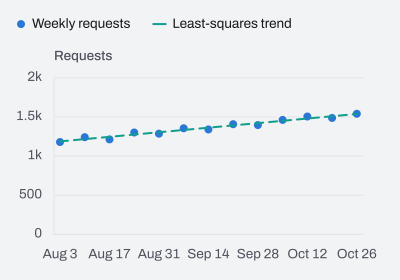 Weekly requests Least-squares trend
Requests
2k
1.5k
1k
500
0
Aug 3 Aug 17 Aug 31 Sep 14 Sep 28 Oct 12 Oct 26